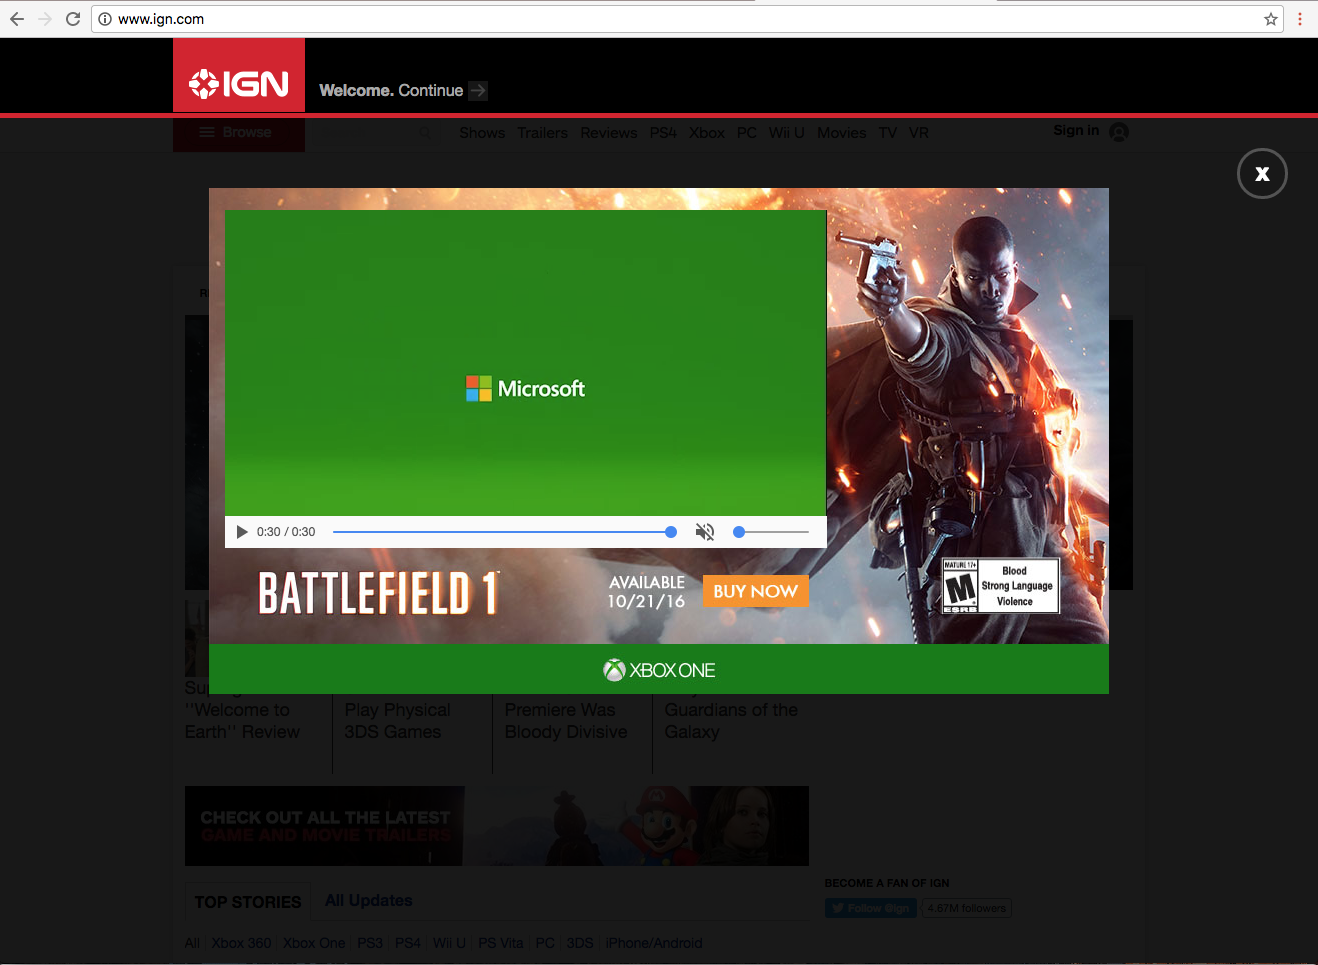 www.ign.com
IGN
Welcome. Continue
Browse
Shows Trailers Reviews PS4 Xbox PC Wii U Movies TV VR
Sign in
X
Microsoft
0:30 / 0:30
BATTLEFIELD 1
AVAILABLE
10/21/16
BUY NOW
MATURE 17+
M
ESRB
Blood
Strong Language
Violence
XBOX ONE
"Welcome to
Earth" Review
Play Physical
3DS Games
Premiere Was
Bloody Divisive
Guardians of the
Galaxy
CHECK OUT ALL THE LATEST
GAME AND MOVIE TRAILERS
BECOME A FAN OF IGN
Follow @ign
4.67M followers
TOP STORIES
All Updates
All Xbox 360 Xbox One PS3 PS4 Wii U PS Vita PC 3DS iPhone/Android